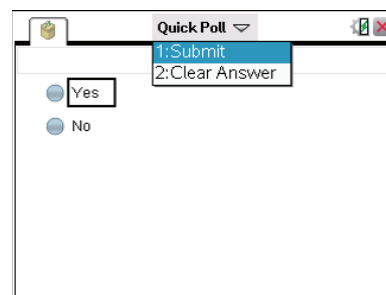 Quick Poll
1:Submit
2:Clear Answer
Yes
No